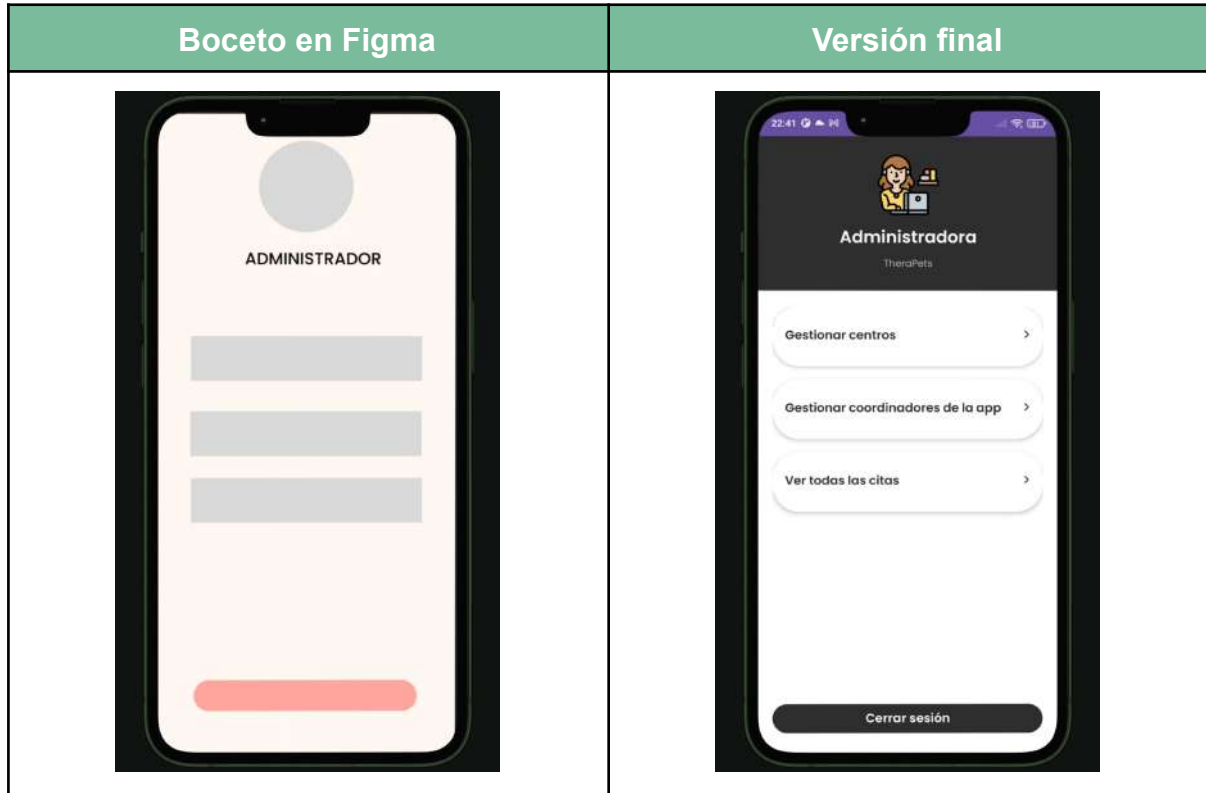 Boceto en Figma
Versión final
ADMINISTRADOR
22:41
Administradora
TheraPets
Gestionar centros
Gestionar coordinadores de la app
Ver todas las citas
Cerrar sesión